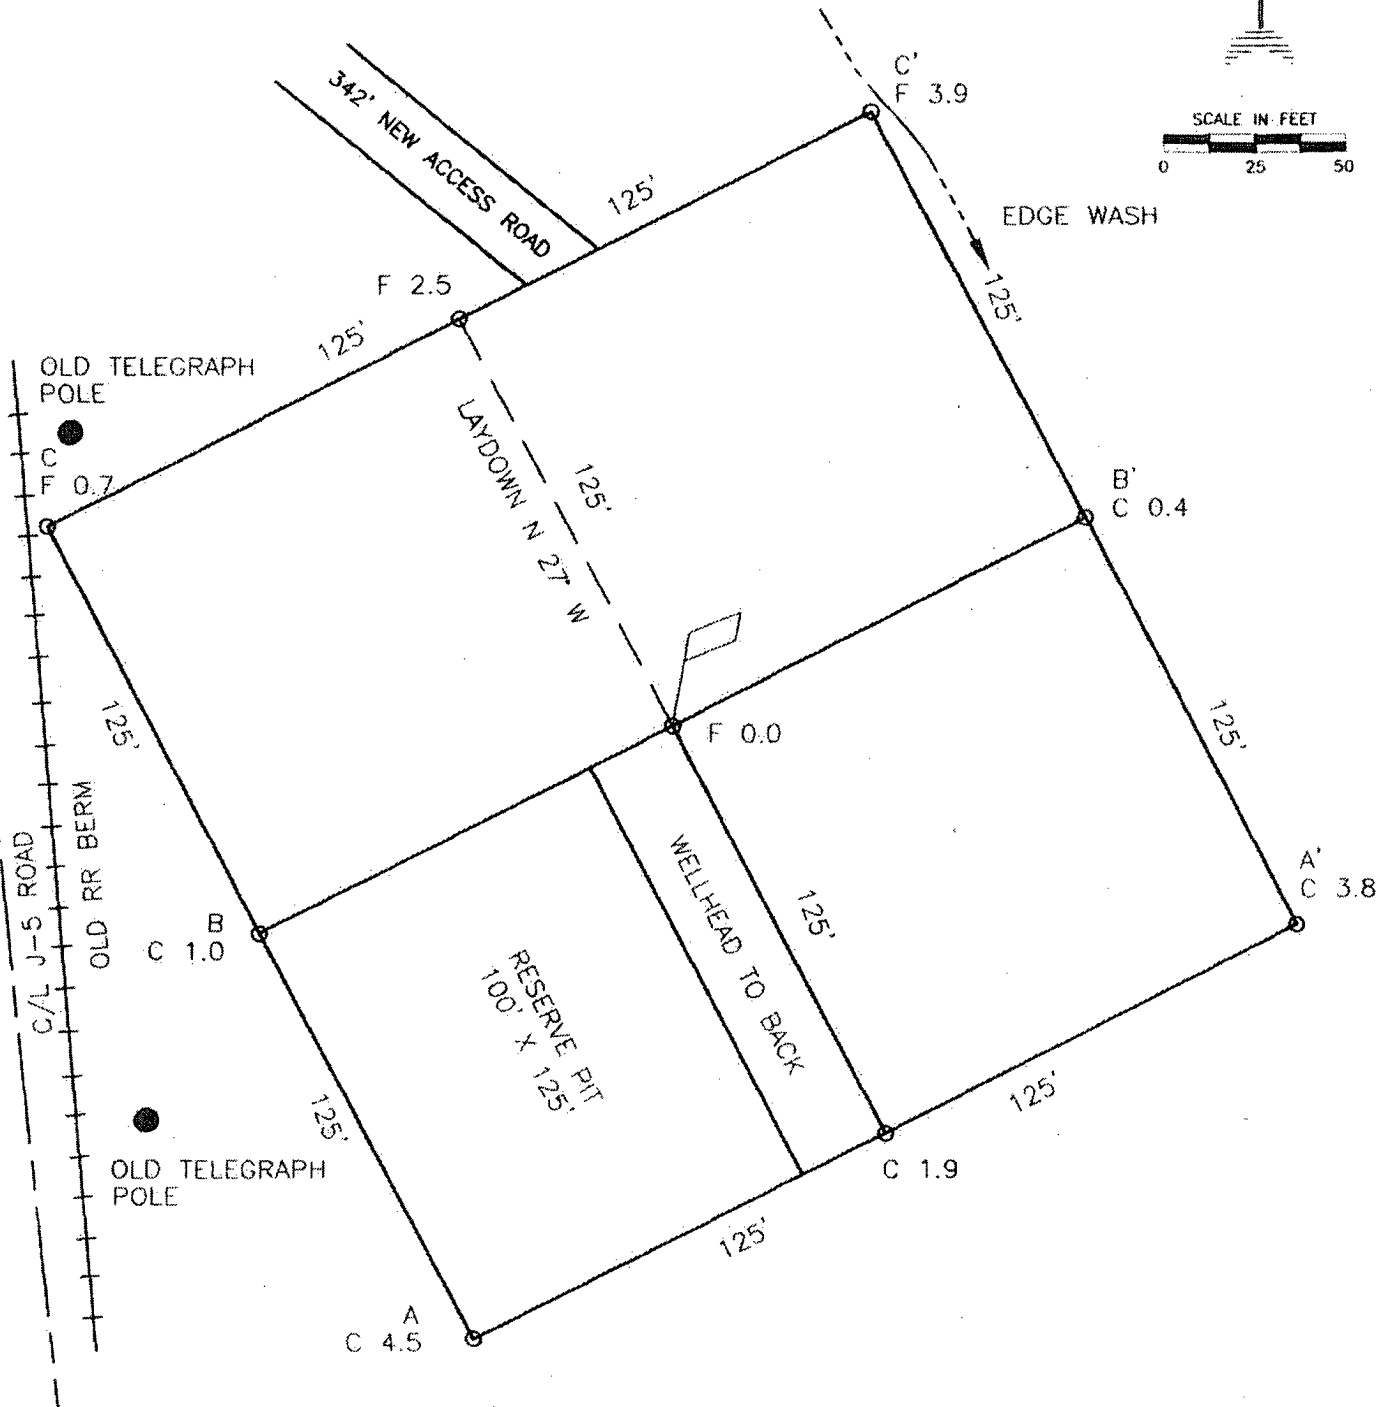 C'
F 3.9
SCALE IN FEET
0 25 50
342' NEW ACCESS ROAD
125'
EDGE WASH
F 2.5
125'
125'
OLD TELEGRAPH
POLE
C
F 0.7
LAYDOWN N 27° W
125'
B'
C 0.4
F 0.0
125'
125'
C/L J-5 ROAD
OLD RR BERM
WELLHEAD TO BACK
125'
A'
C 3.8
B
C 1.0
RESERVE PIT
100' X 125'
125'
125'
OLD TELEGRAPH
POLE
C 1.9
125'
A
C 4.5